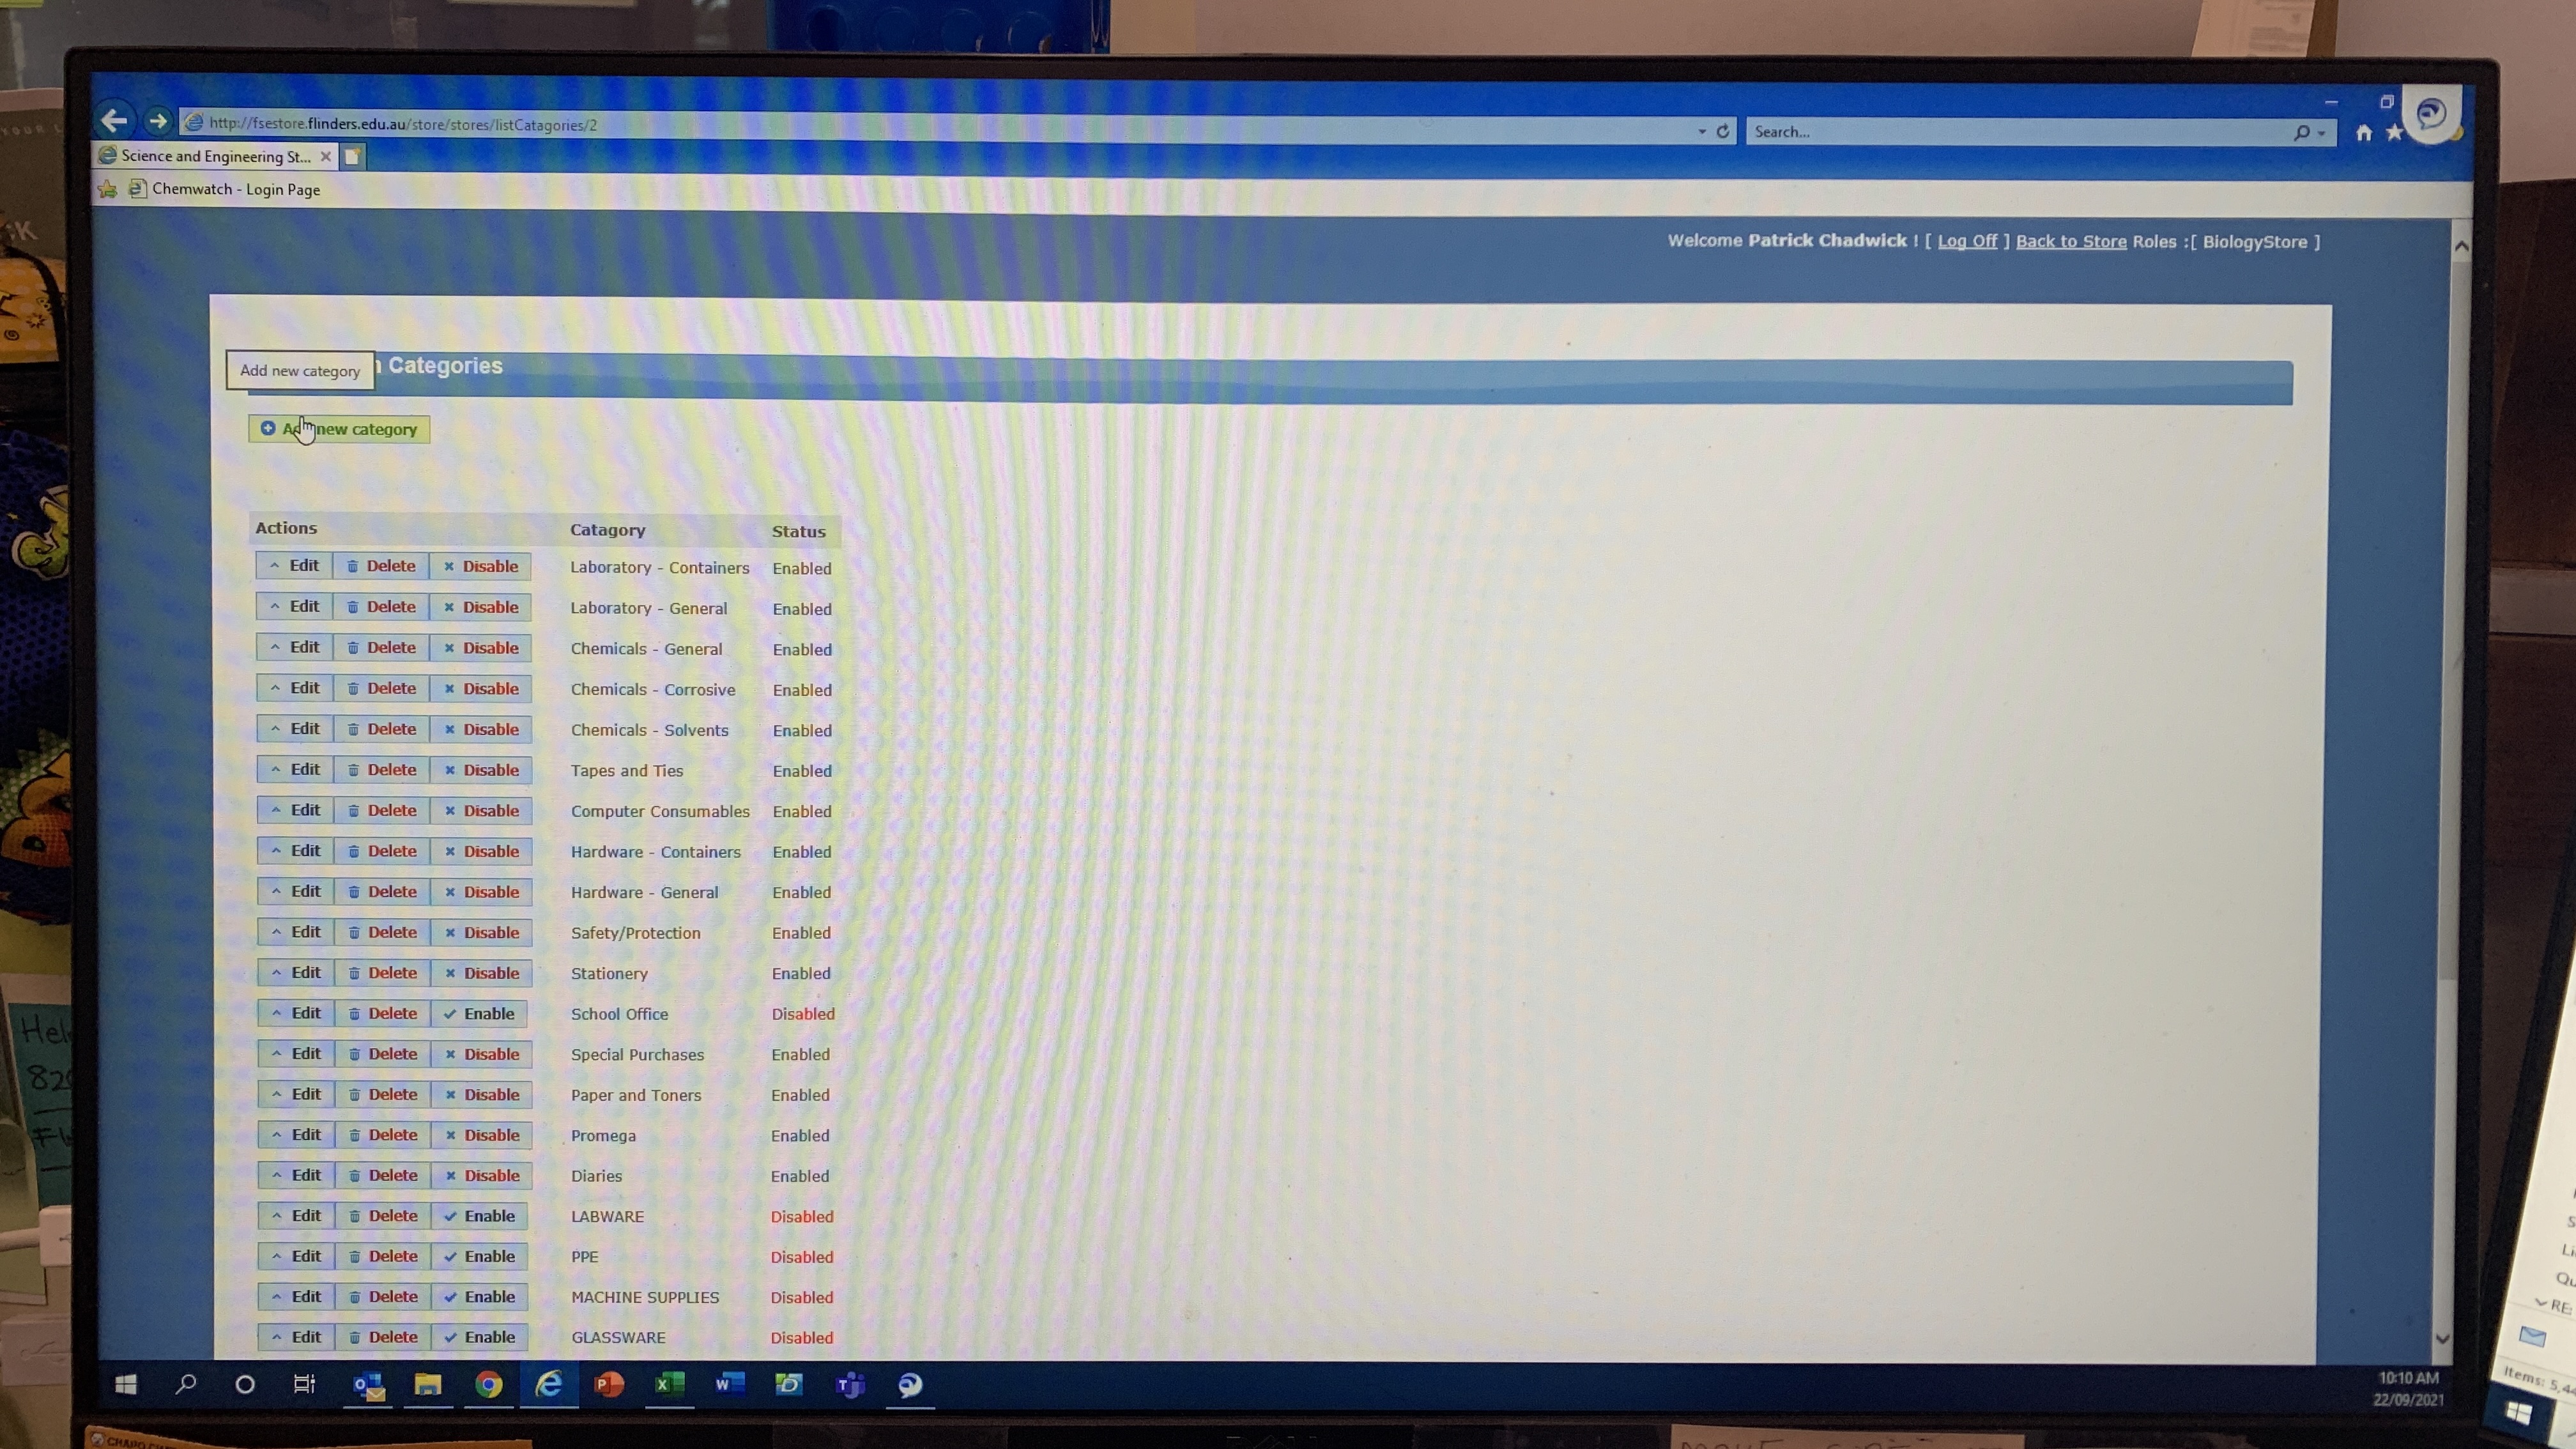 http://fsestore.flinders.edu.au/store/stores/listCatagories/2
Search...
Science and Engineering St...
Chemwatch - Login Page
Welcome Patrick Chadwick ! [ Log Off ] Back to Store Roles :[ BiologyStore ]
Add new category
Categories
new category
Actions Catagory Status
Edit Delete Disable Laboratory - Containers Enabled
Edit Delete Disable Laboratory - General Enabled
Edit Delete Disable Chemicals - General Enabled
Edit Delete Disable Chemicals - Corrosive Enabled
Edit Delete Disable Chemicals - Solvents Enabled
Edit Delete Disable Tapes and Ties Enabled
Edit Delete Disable Computer Consumables Enabled
Edit Delete Disable Hardware - Containers Enabled
Edit Delete Disable Hardware - General Enabled
Edit Delete Disable Safety/Protection Enabled
Edit Delete Disable Stationery Enabled
Edit Delete Enable School Office Disabled
Edit Delete Disable Special Purchases Enabled
Edit Delete Disable Paper and Toners Enabled
Edit Delete Disable Promega Enabled
Edit Delete Disable Diaries Enabled
Edit Delete Enable LABWARE Disabled
Edit Delete Enable PPE Disabled
Edit Delete Enable MACHINE SUPPLIES Disabled
Edit Delete Enable GLASSWARE Disabled
10:10 AM
22/09/2021
RE:
Items: 5,44